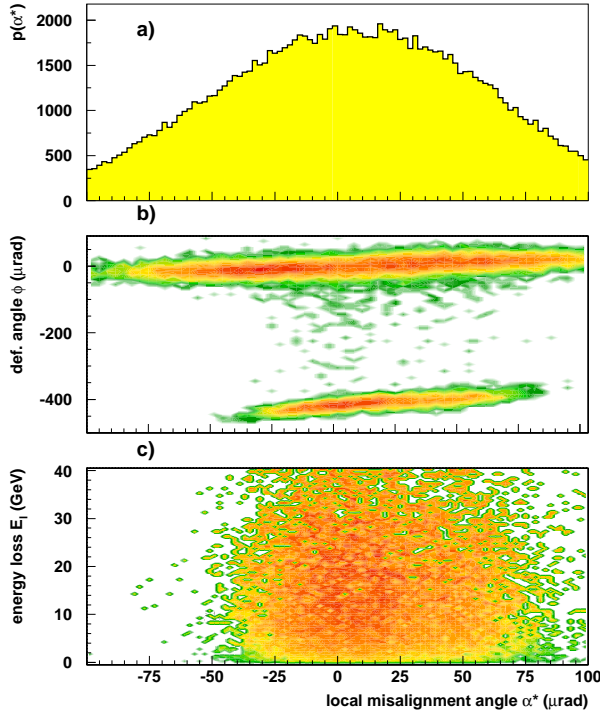 a)
p(α*)
2000
1500
1000
500
0
b)
def. angle ϕ (μrad)
0
-200
-400
c)
energy loss E_l (GeV)
40
30
20
10
0
-75 -50 -25 0 25 50 75 100
local misalignment angle α* (μrad)